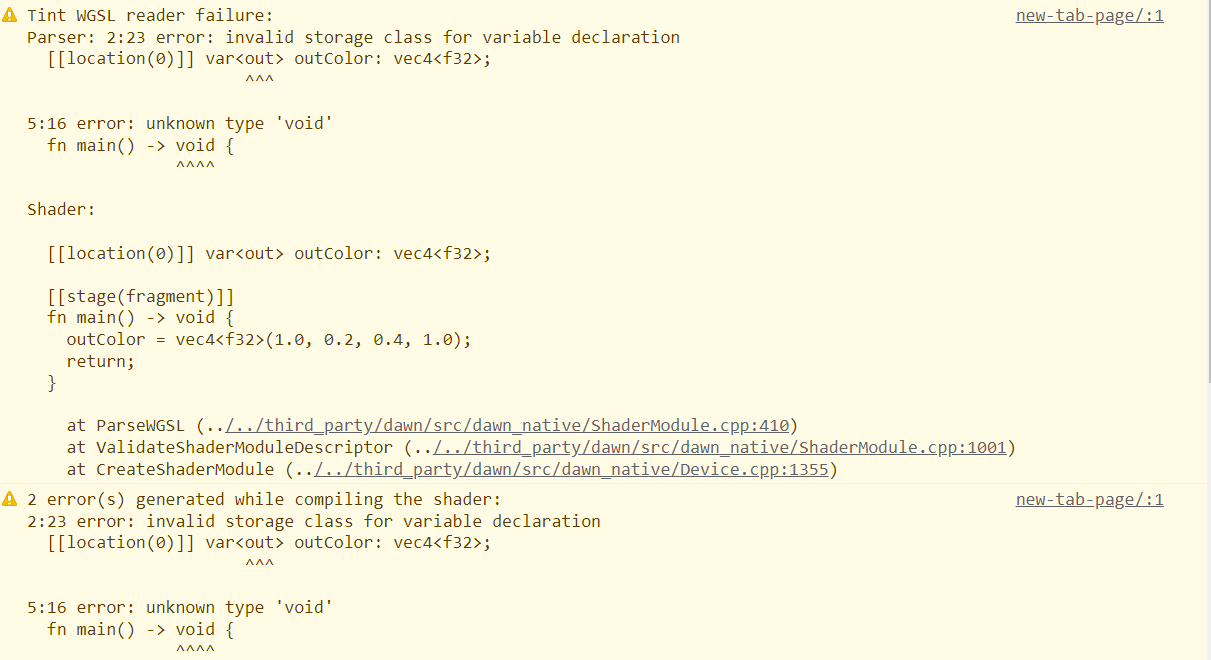 Tint WGSL reader failure: new-tab-page/:1
Parser: 2:23 error: invalid storage class for variable declaration
[[location(0)]] var<out> outColor: vec4<f32>;
^^^
5:16 error: unknown type 'void'
fn main() -> void {
^^^^
Shader:
[[location(0)]] var<out> outColor: vec4<f32>;
[[stage(fragment)]]
fn main() -> void {
outColor = vec4<f32>(1.0, 0.2, 0.4, 1.0);
return;
}
at ParseWGSL (../../third_party/dawn/src/dawn_native/ShaderModule.cpp:410)
at ValidateShaderModuleDescriptor (../../third_party/dawn/src/dawn_native/ShaderModule.cpp:1001)
at CreateShaderModule (../../third_party/dawn/src/dawn_native/Device.cpp:1355)
2 error(s) generated while compiling the shader: new-tab-page/:1
2:23 error: invalid storage class for variable declaration
[[location(0)]] var<out> outColor: vec4<f32>;
^^^
5:16 error: unknown type 'void'
fn main() -> void {
^^^^